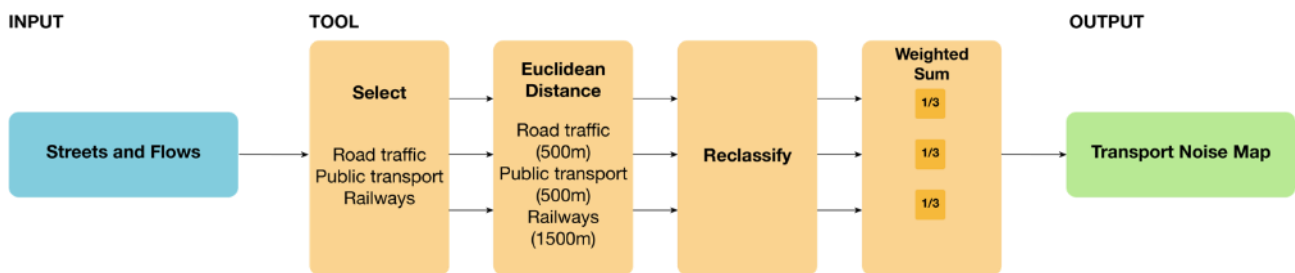 INPUT
TOOL
OUTPUT
Streets and Flows
Select
Road traffic
Public transport
Railways
Euclidean
Distance
Road traffic
(500m)
Public transport
(500m)
Railways
(1500m)
Reclassify
Weighted
Sum
1/3
1/3
1/3
Transport Noise Map